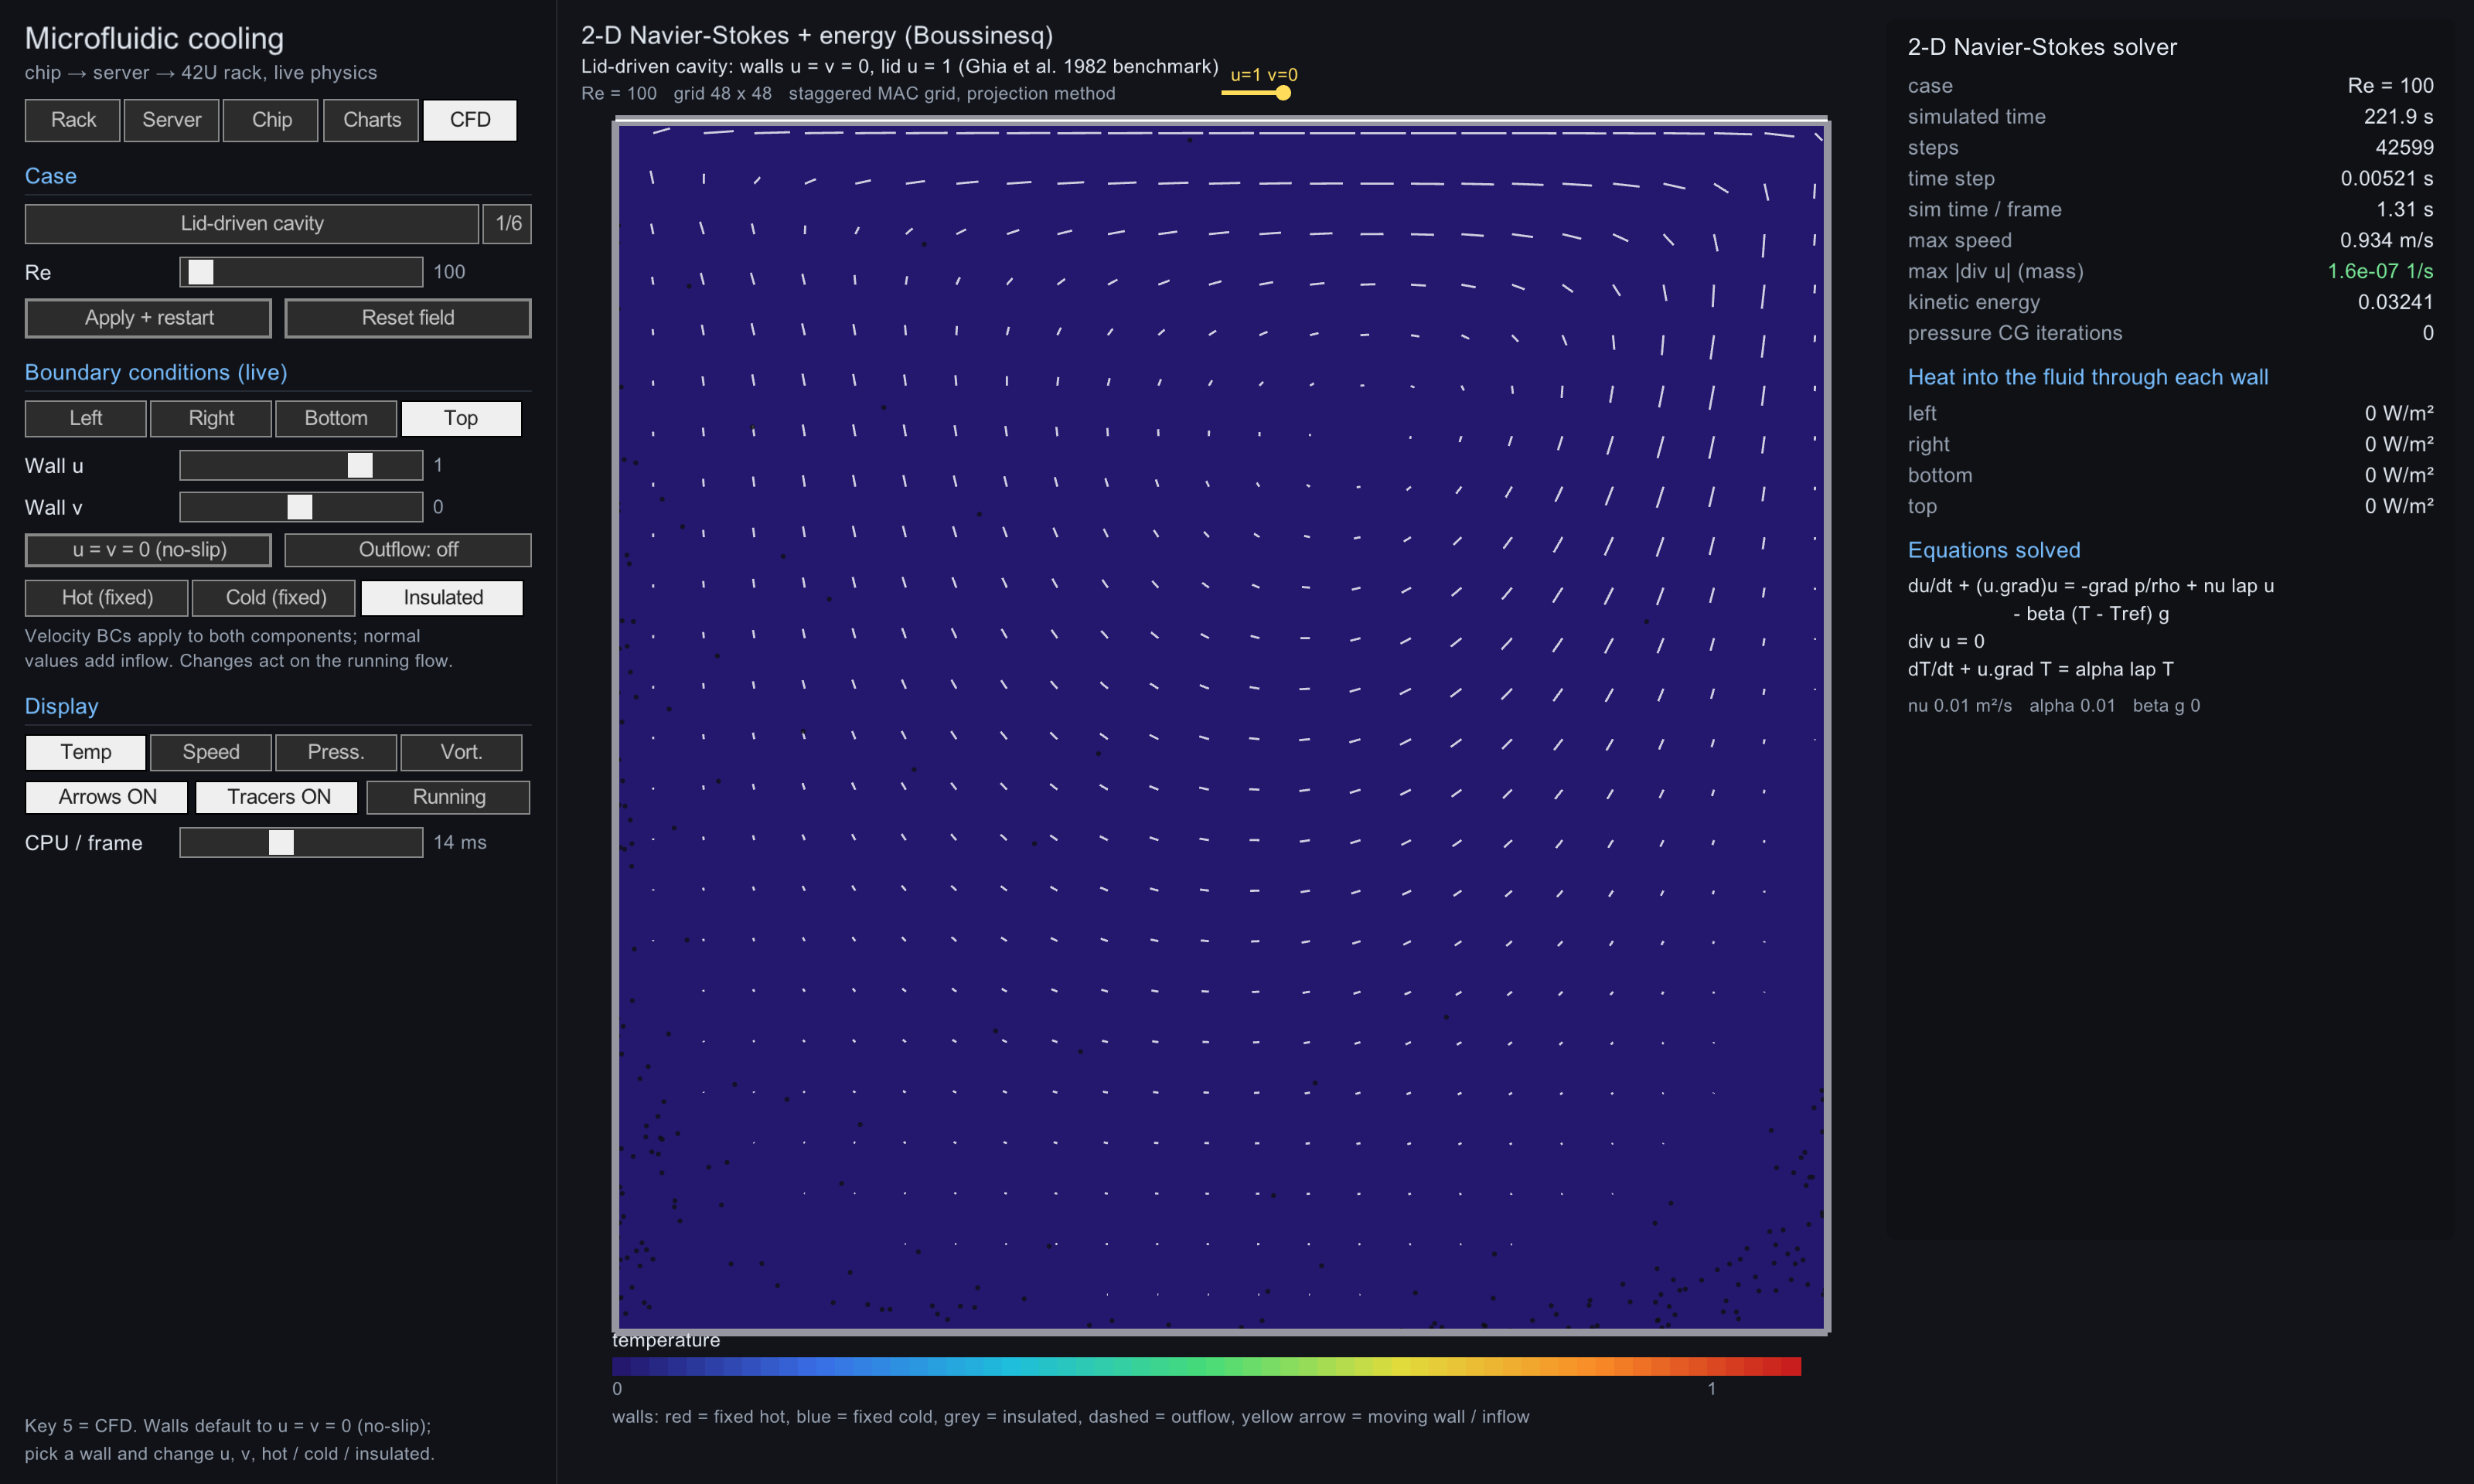 Microfluidic cooling
chip → server → 42U rack, live physics
Rack Server Chip Charts CFD
Case
Lid-driven cavity 1/6
Re 100
Apply + restart Reset field
Boundary conditions (live)
Left Right Bottom Top
Wall u 1
Wall v 0
u = v = 0 (no-slip) Outflow: off
Hot (fixed) Cold (fixed) Insulated
Velocity BCs apply to both components; normal
values add inflow. Changes act on the running flow.
Display
Temp Speed Press. Vort.
Arrows ON Tracers ON Running
CPU / frame 14 ms
Key 5 = CFD. Walls default to u = v = 0 (no-slip);
pick a wall and change u, v, hot / cold / insulated.
2-D Navier-Stokes + energy (Boussinesq)
Lid-driven cavity: walls u = v = 0, lid u = 1 (Ghia et al. 1982 benchmark)
Re = 100 grid 48 x 48 staggered MAC grid, projection method
u=1 v=0
temperature
0 1
walls: red = fixed hot, blue = fixed cold, grey = insulated, dashed = outflow, yellow arrow = moving wall / inflow
2-D Navier-Stokes solver
case Re = 100
simulated time 221.9 s
steps 42599
time step 0.00521 s
sim time / frame 1.31 s
max speed 0.934 m/s
max |div u| (mass) 1.6e-07 1/s
kinetic energy 0.03241
pressure CG iterations 0
Heat into the fluid through each wall
left 0 W/m²
right 0 W/m²
bottom 0 W/m²
top 0 W/m²
Equations solved
du/dt + (u.grad)u = -grad p/rho + nu lap u
- beta (T - Tref) g
div u = 0
dT/dt + u.grad T = alpha lap T
nu 0.01 m²/s alpha 0.01 beta g 0